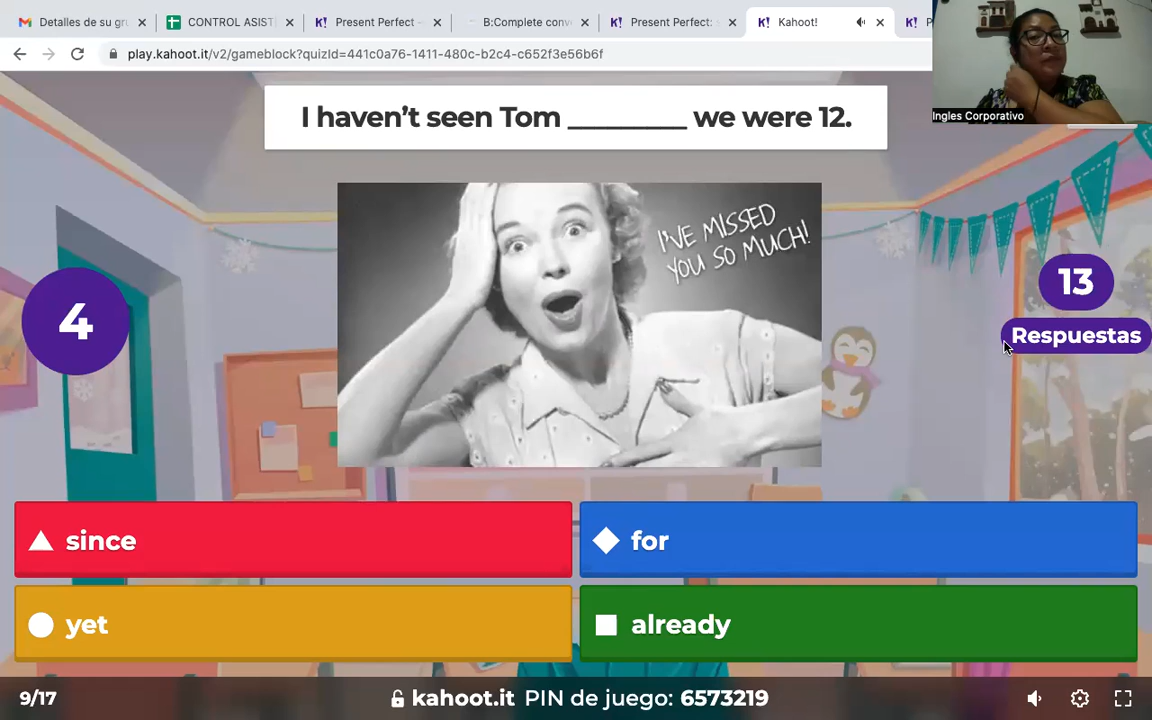 Detalles de su gr
CONTROL ASIST
Present Perfect -
B:Complete conv
Present Perfect:
Kahoot!
play.kahoot.it/v2/gameblock?quizId=441c0a76-1411-480c-b2c4-c652f3e56b6f
Ingles Corporativo
I haven't seen Tom ________ we were 12.
I'VE MISSED
YOU SO MUCH!
4
13
Respuestas
since
for
yet
already
9/17
kahoot.it PIN de juego: 6573219